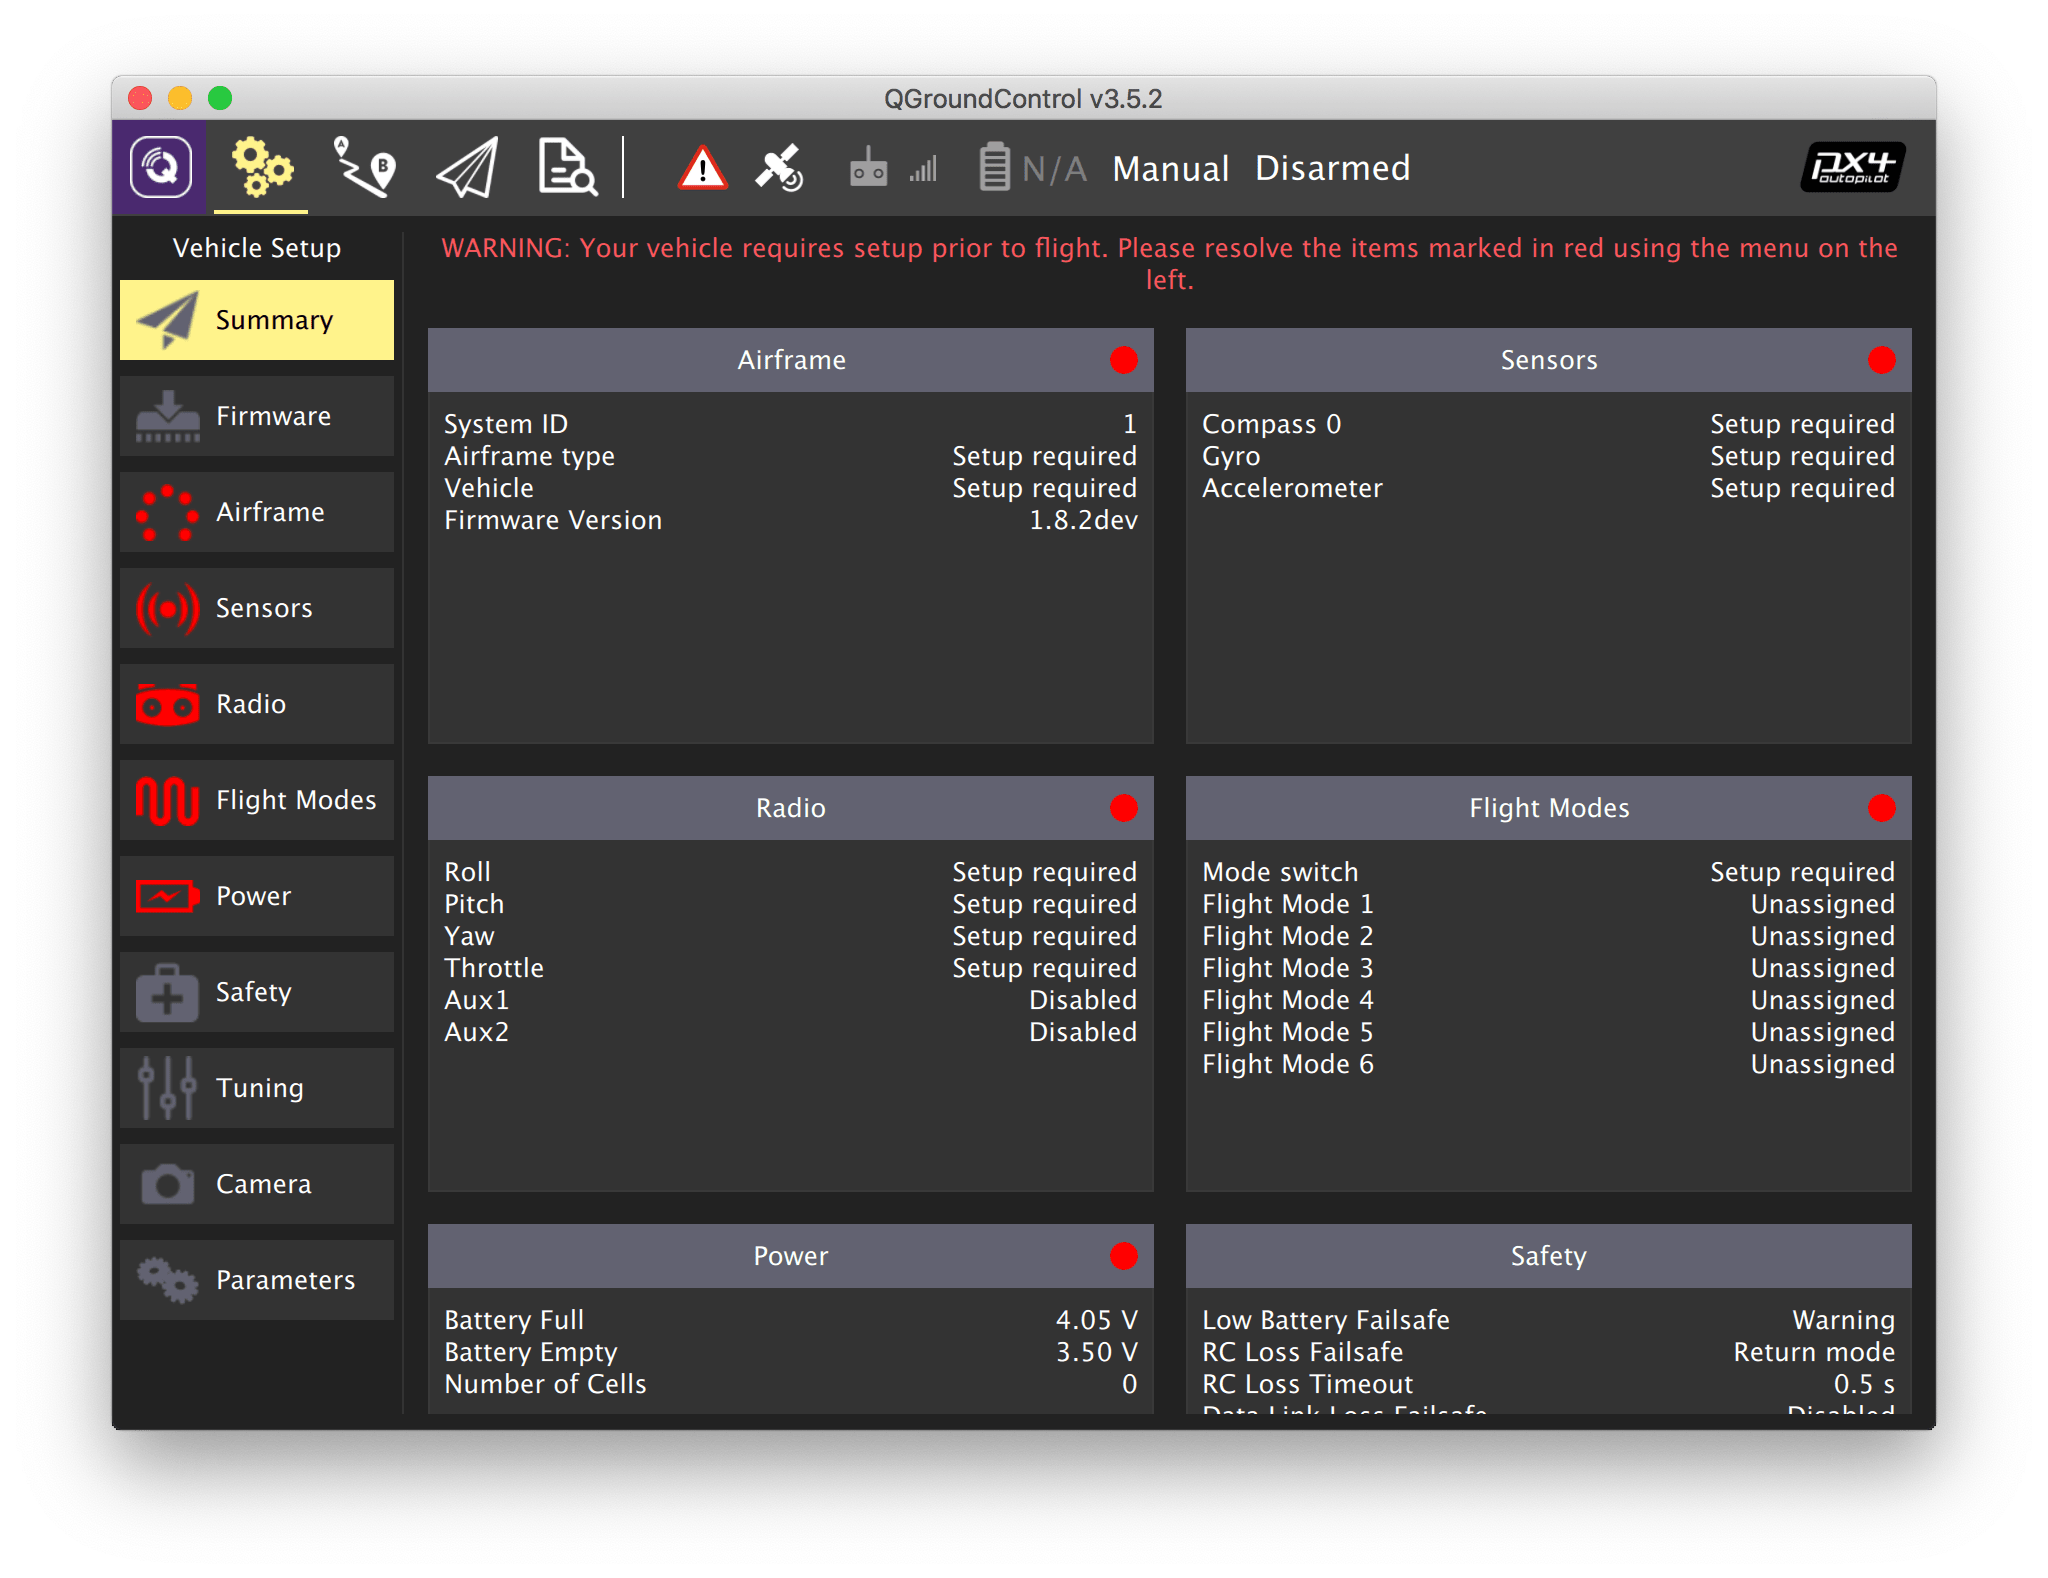 QGroundControl v3.5.2
A
B
N/A Manual Disarmed
px4
autopilot
Vehicle Setup
Summary
Firmware
Airframe
Sensors
Radio
Flight Modes
Power
Safety
Tuning
Camera
Parameters
WARNING: Your vehicle requires setup prior to flight. Please resolve the items marked in red using the menu on the
left.
Airframe
System ID 1
Airframe type Setup required
Vehicle Setup required
Firmware Version 1.8.2dev
Sensors
Compass 0 Setup required
Gyro Setup required
Accelerometer Setup required
Radio
Roll Setup required
Pitch Setup required
Yaw Setup required
Throttle Setup required
Aux1 Disabled
Aux2 Disabled
Flight Modes
Mode switch Setup required
Flight Mode 1 Unassigned
Flight Mode 2 Unassigned
Flight Mode 3 Unassigned
Flight Mode 4 Unassigned
Flight Mode 5 Unassigned
Flight Mode 6 Unassigned
Power
Battery Full 4.05 V
Battery Empty 3.50 V
Number of Cells 0
Safety
Low Battery Failsafe Warning
RC Loss Failsafe Return mode
RC Loss Timeout 0.5 s
Data Link Loss Failsafe Disabled